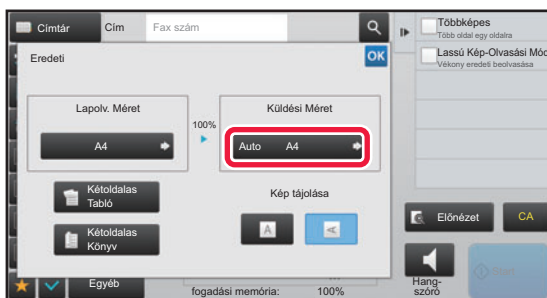 Címtár
Cím
Fax szám
Többképes
Több oldal egy oldalra
Lassú Kép-Olvasási Mód
Vékony eredeti beolvasása
Eredeti
OK
Lapolv. Méret
100%
Küldési Méret
A4
Auto A4
Kétoldalas
Tabló
Kétoldalas
Könyv
Kép tájolása
A
A
Előnézet
CA
Egyéb
fogadási memória: 100%
Hang-
szóró
Start